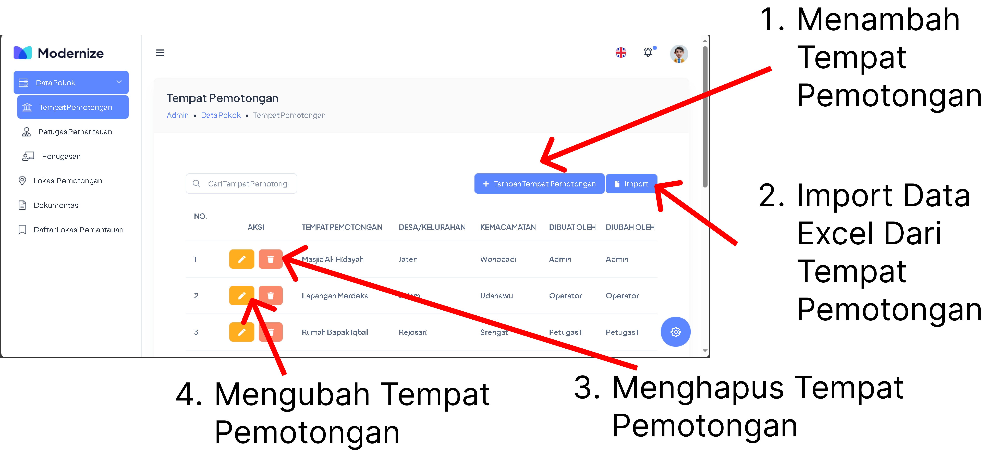 1. Menambah
Tempat
Pemotongan
Modernize
Data Pokok
Tempat Pemotongan
Petugas Pemantauan
Penugasan
Lokasi Pemotongan
Dokumentasi
Daftar Lokasi Pemantauan
Tempat Pemotongan
Admin • Data Pokok • Tempat Pemotongan
Cari Tempat Pemotong
+ Tambah Tempat Pemotongan
Import
2. Import Data
Excel Dari
Tempat
Pemotongan
NO. AKSI TEMPAT PEMOTONGAN DESA/KELURAHAN KEMACAMATAN DIBUAT OLEH DIUBAH OLEH
1 Masjid Al-Hidayah Jaten Wonodadi Admin Admin
2 Lapangan Merdeka Udanawu Operator Operator
3 Rumah Bapak Iqbal Rejosari Srengat Petugas 1 Petugas 1
3. Menghapus Tempat
Pemotongan
4. Mengubah Tempat
Pemotongan